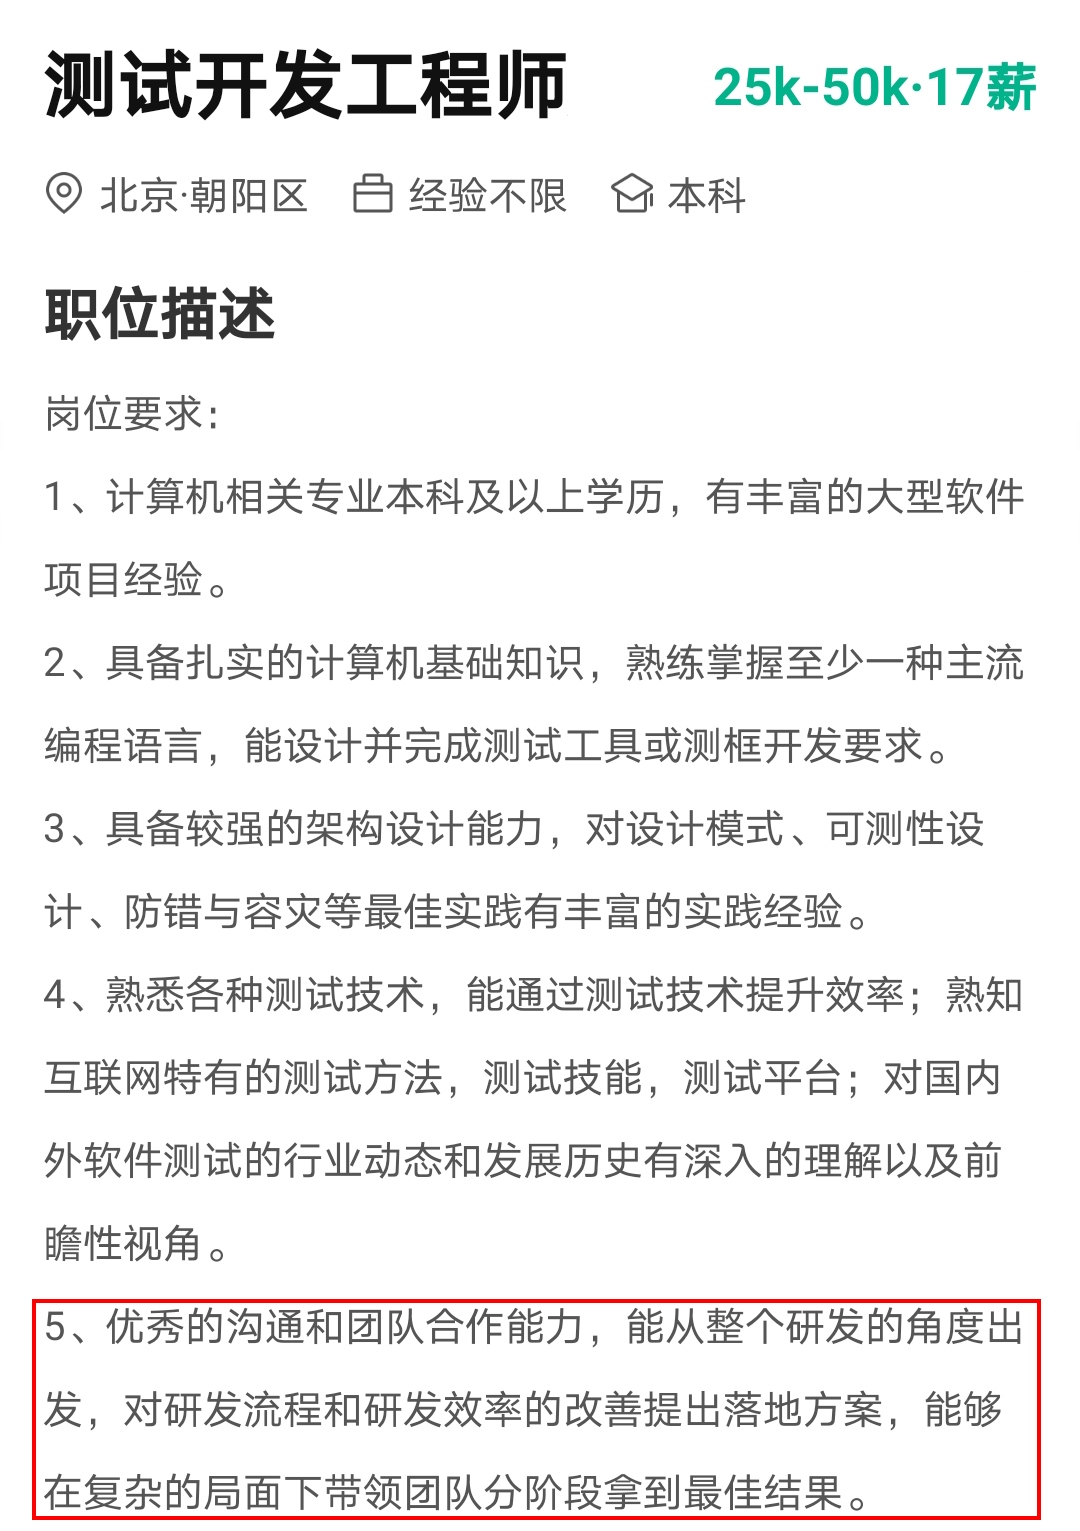 测试开发工程师 25k-50k·17薪
北京·朝阳区 经验不限 本科
职位描述
岗位要求：
1、计算机相关专业本科及以上学历，有丰富的大型软件
项目经验。
2、具备扎实的计算机基础知识，熟练掌握至少一种主流
编程语言，能设计并完成测试工具或测框开发要求。
3、具备较强的架构设计能力，对设计模式、可测性设
计、防错与容灾等最佳实践有丰富的实践经验。
4、熟悉各种测试技术，能通过测试技术提升效率；熟知
互联网特有的测试方法，测试技能，测试平台；对国内
外软件测试的行业动态和发展历史有深入的理解以及前
瞻性视角。
5、优秀的沟通和团队合作能力，能从整个研发的角度出
发，对研发流程和研发效率的改善提出落地方案，能够
在复杂的局面下带领团队分阶段拿到最佳结果。